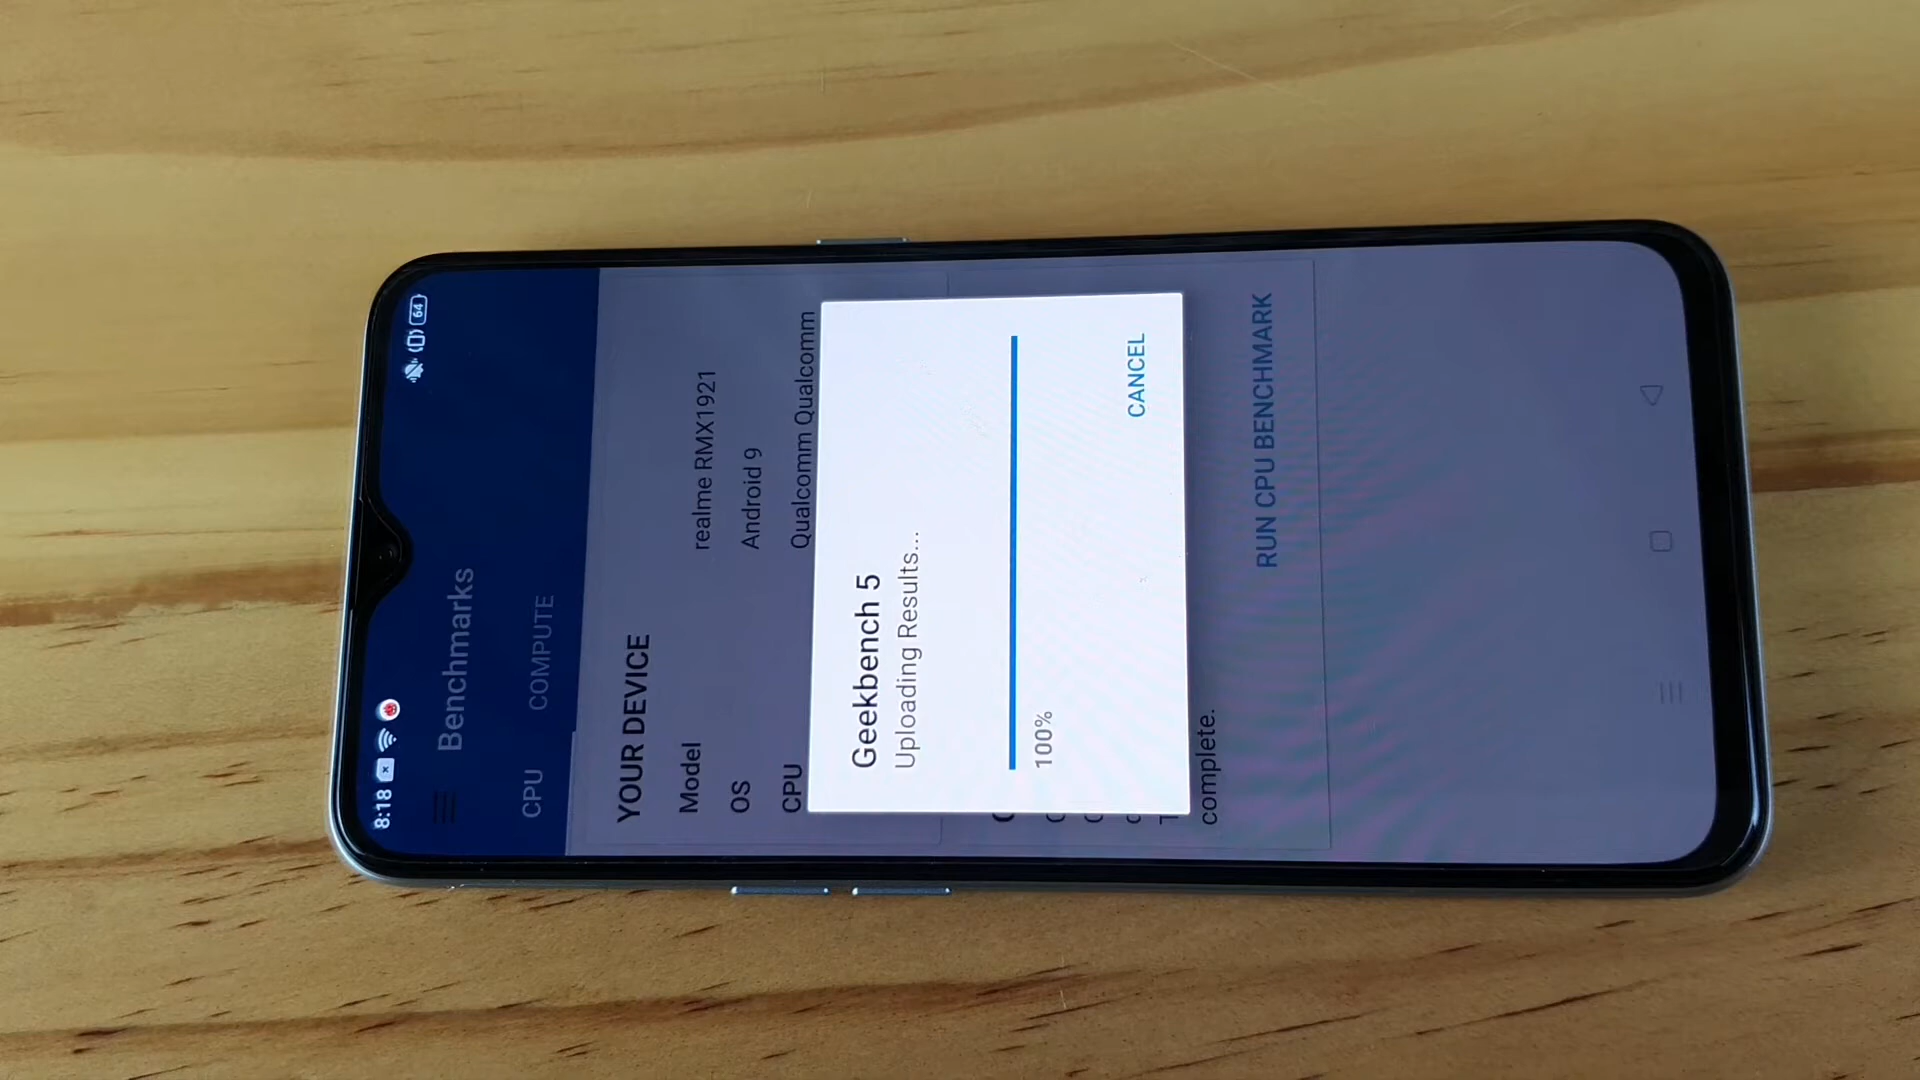 8:18
64
Benchmarks
CPU
COMPUTE
YOUR DEVICE
Model realme RMX1921
OS Android 9
CPU Qualcomm Qualcomm
Geekbench 5
Uploading Results...
100%
CANCEL
complete.
RUN CPU BENCHMARK